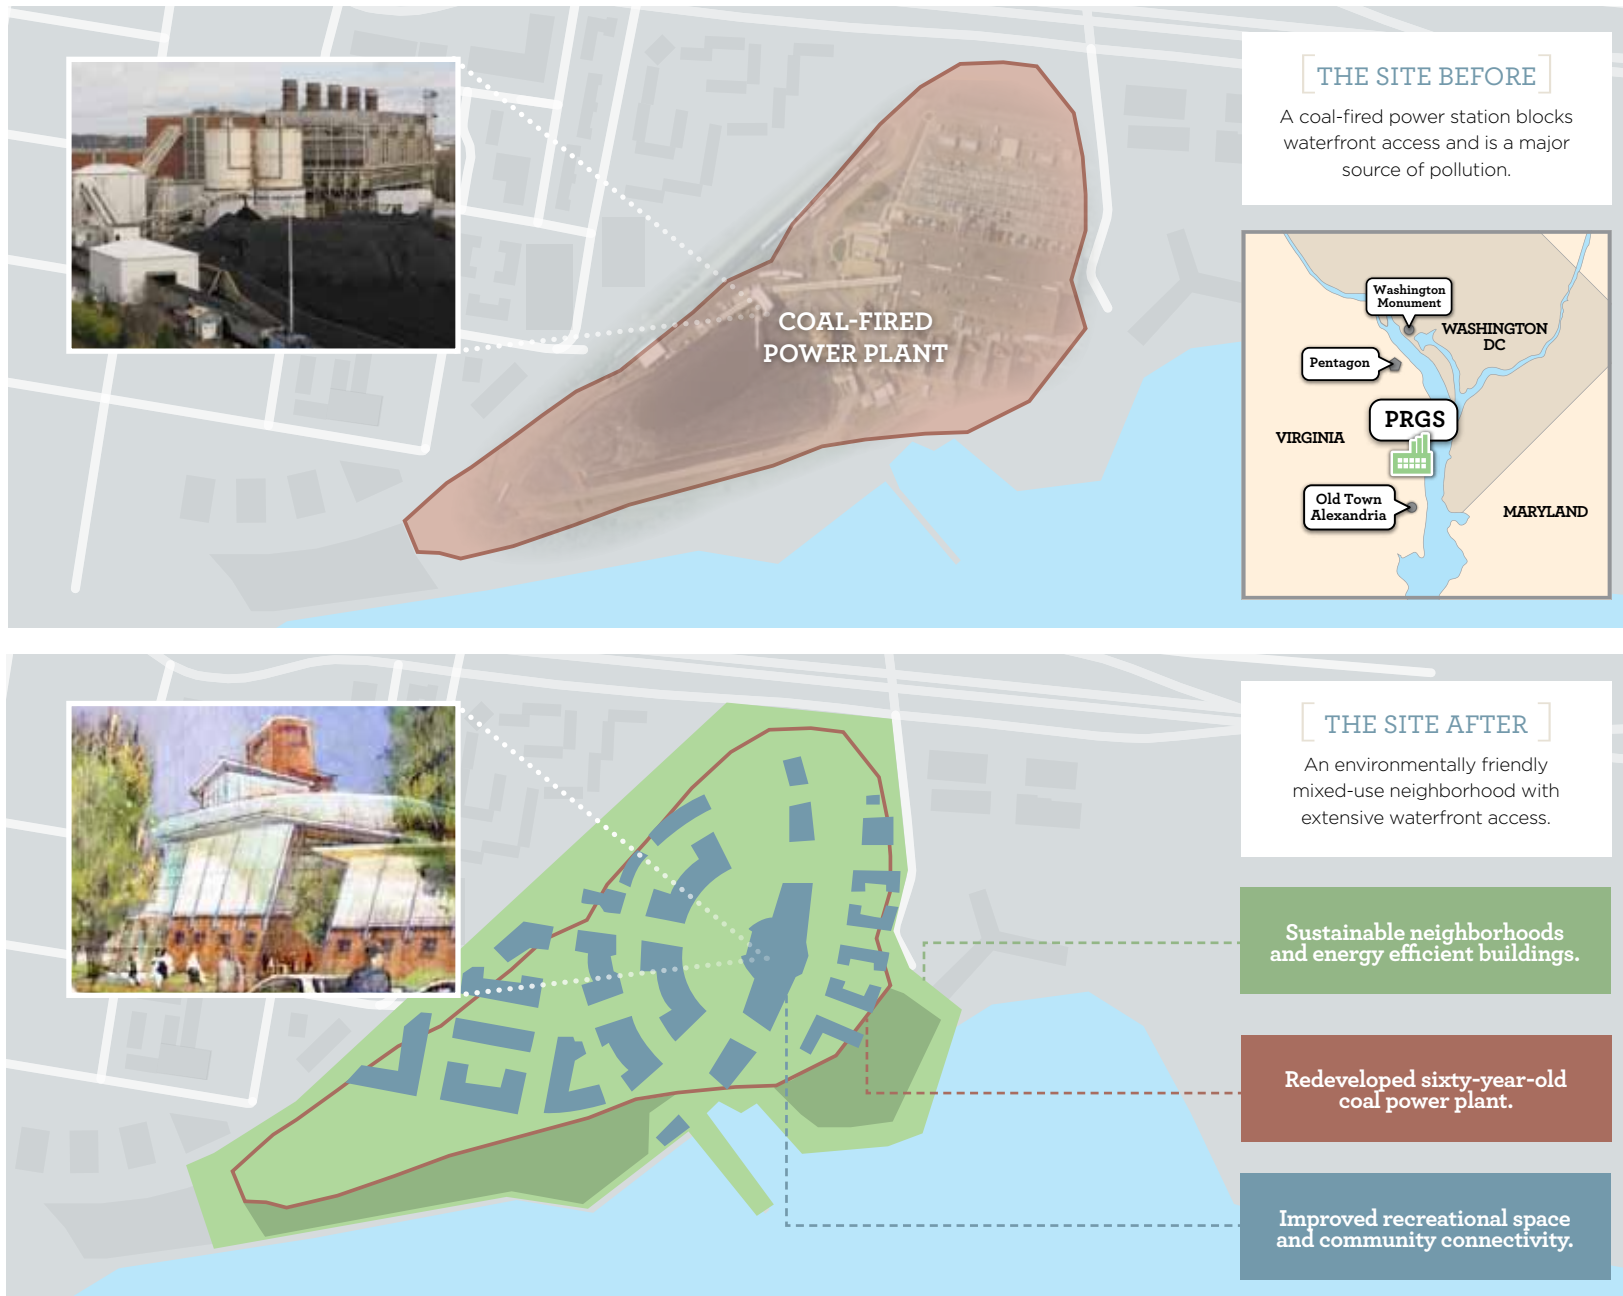 THE SITE BEFORE
A coal-fired power station blocks
waterfront access and is a major
source of pollution.
COAL-FIRED
POWER PLANT
Washington
Monument
WASHINGTON
DC
Pentagon
PRGS
VIRGINIA
Old Town
Alexandria
MARYLAND
THE SITE AFTER
An environmentally friendly
mixed-use neighborhood with
extensive waterfront access.
Sustainable neighborhoods
and energy efficient buildings.
Redeveloped sixty-year-old
coal power plant.
Improved recreational space
and community connectivity.